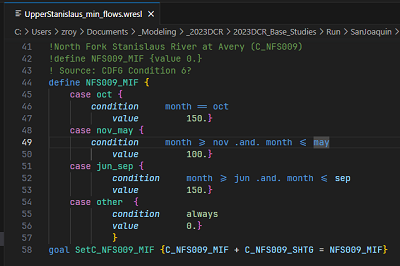 UpperStanislaus_min_flows.wresl
C: > Users > zroy > Documents > _Modeling > _2023DCR > _2023DCR_Base_Studies > Run > SanJoaquin >
41 !North Fork Stanislaus River at Avery (C_NFS009)
42 !define NFS009_MIF {value 0.}
43 ! Source: CDFG Condition 6?
44 define NFS009_MIF {
45 case oct {
46 condition month == oct
47 value 150.}
48 case nov_may {
49 condition month >= nov .and. month <= may
50 value 100.}
51 case jun_sep {
52 condition month >= jun .and. month <= sep
53 value 150.}
54 case other {
55 condition always
56 value 0.}
57 }
58 goal SetC_NFS009_MIF {C_NFS009_MIF + C_NFS009_SHTG = NFS009_MIF}